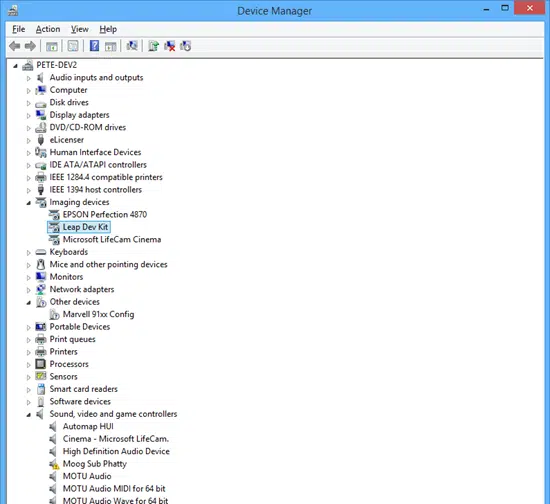 Device Manager
File Action View Help
PETE-DEV2
Audio inputs and outputs
Computer
Disk drives
Display adapters
DVD/CD-ROM drives
eLicenser
Human Interface Devices
IDE ATA/ATAPI controllers
IEEE 1284.4 compatible printers
IEEE 1394 host controllers
Imaging devices
EPSON Perfection 4870
Leap Dev Kit
Microsoft LifeCam Cinema
Keyboards
Mice and other pointing devices
Monitors
Network adapters
Other devices
Marvell 91xx Config
Portable Devices
Print queues
Printers
Processors
Sensors
Smart card readers
Software devices
Sound, video and game controllers
Automap HUI
Cinema - Microsoft LifeCam.
High Definition Audio Device
Moog Sub Phatty
MOTU Audio
MOTU Audio MIDI for 64 bit
MOTU Audio Wave for 64 bit